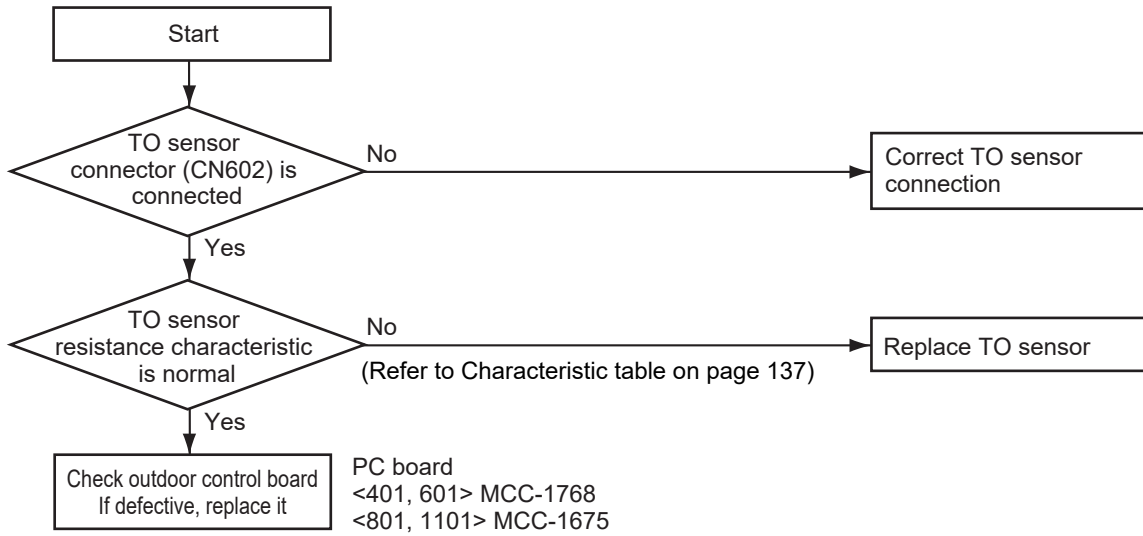 Start
TO sensor
connector (CN602) is
connected
No
Correct TO sensor
connection
Yes
TO sensor
resistance characteristic
is normal
No
(Refer to Characteristic table on page 137)
Replace TO sensor
Yes
Check outdoor control board
If defective, replace it
PC board
<401, 601> MCC-1768
<801, 1101> MCC-1675